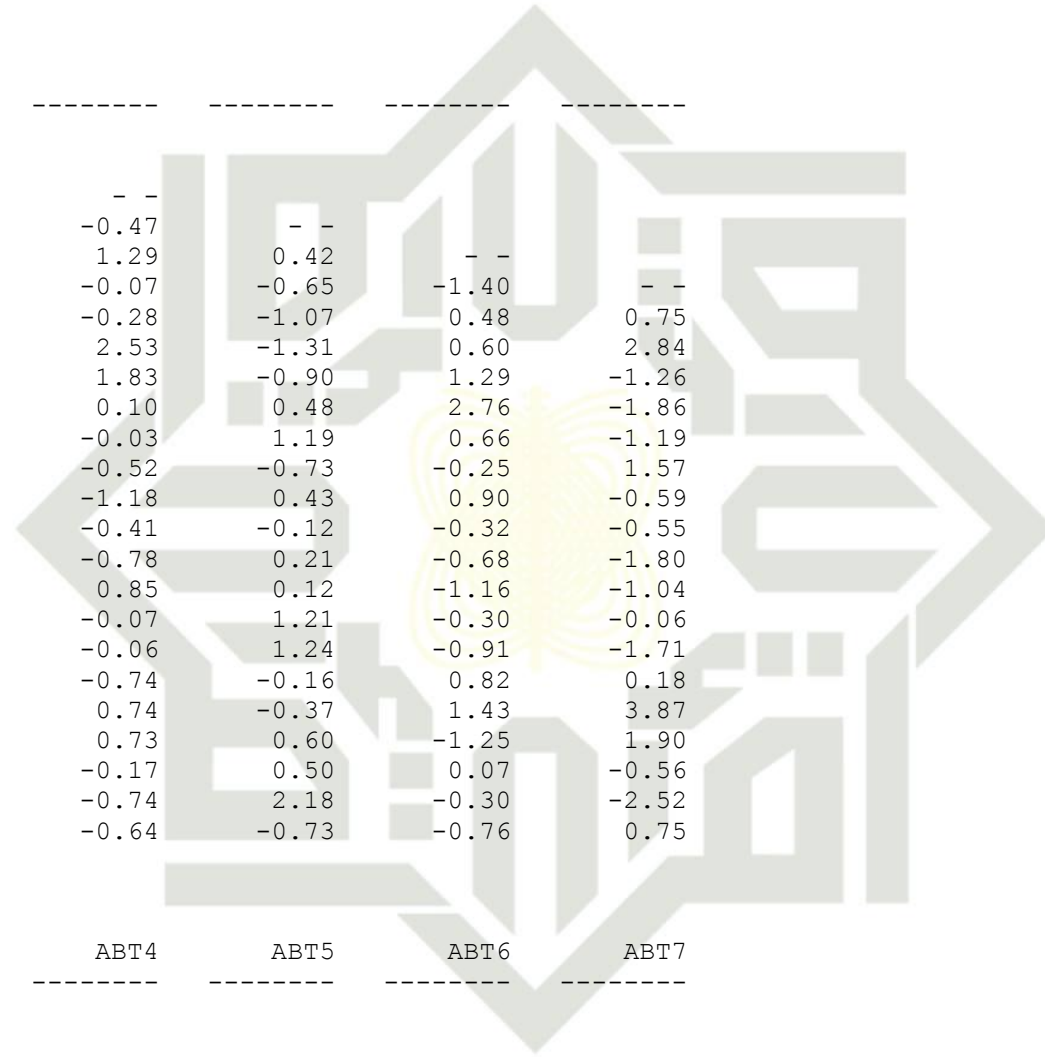 -------- -------- -------- --------
- -
-0.47 - -
1.29 0.42 - -
-0.07 -0.65 -1.40 - -
-0.28 -1.07 0.48 0.75
2.53 -1.31 0.60 2.84
1.83 -0.90 1.29 -1.26
0.10 0.48 2.76 -1.86
-0.03 1.19 0.66 -1.19
-0.52 -0.73 -0.25 1.57
-1.18 0.43 0.90 -0.59
-0.41 -0.12 -0.32 -0.55
-0.78 0.21 -0.68 -1.80
0.85 0.12 -1.16 -1.04
-0.07 1.21 -0.30 -0.06
-0.06 1.24 -0.91 -1.71
-0.74 -0.16 0.82 0.18
0.74 -0.37 1.43 3.87
0.73 0.60 -1.25 1.90
-0.17 0.50 0.07 -0.56
-0.74 2.18 -0.30 -2.52
-0.64 -0.73 -0.76 0.75
ABT4 ABT5 ABT6 ABT7
-------- -------- -------- --------